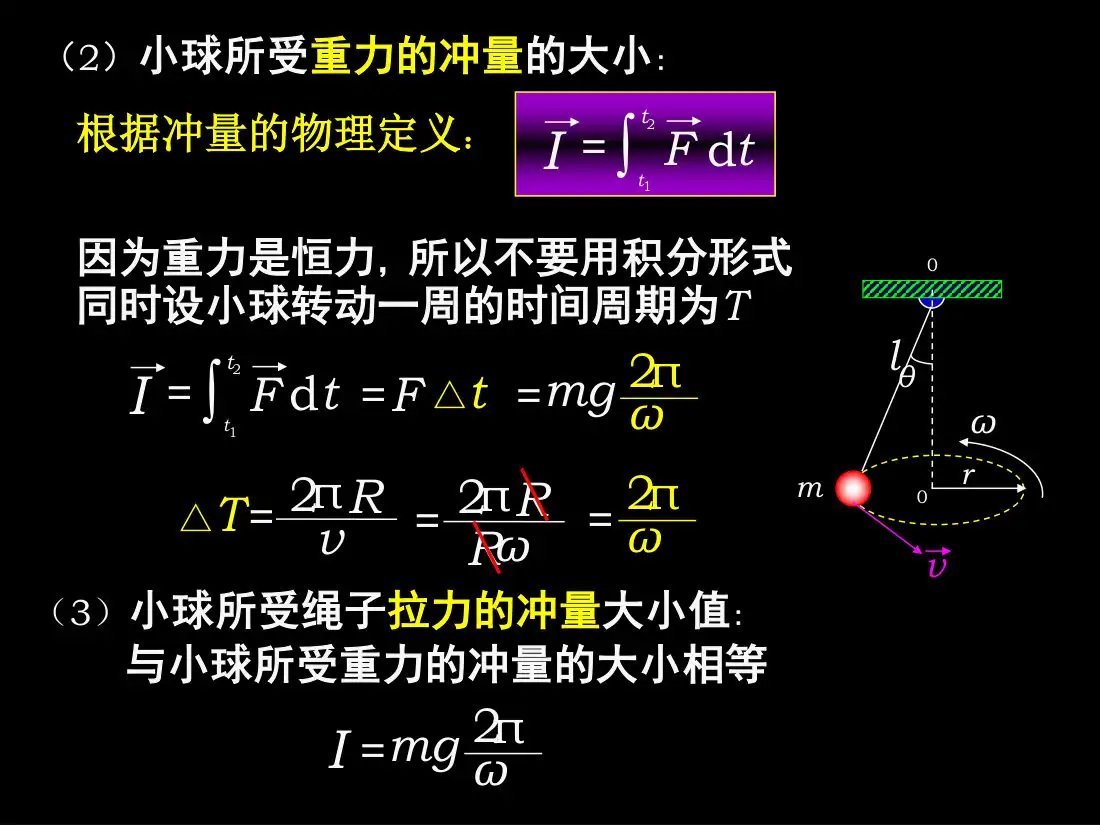 （2）小球所受重力的冲量的大小：
根据冲量的物理定义： I = ∫ t₁ t₂ F dt
因为重力是恒力，所以不要用积分形式
同时设小球转动一周的时间周期为T
I = ∫ t₁ t₂ F dt = F △t = mg 2π/ω
△T = 2πR/υ = 2πR/Rω = 2π/ω
（3）小球所受绳子拉力的冲量大小值：
与小球所受重力的冲量的大小相等
I = mg 2π/ω
0
l
θ
ω
m
0
r
υ